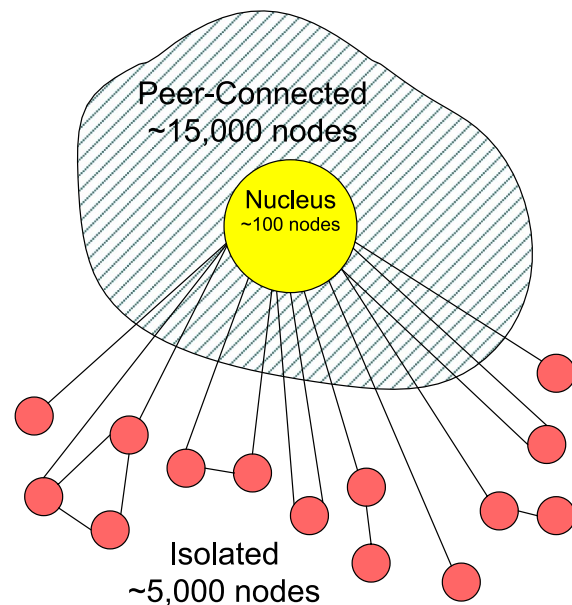 Peer-Connected
~15,000 nodes
Nucleus
~100 nodes
Isolated
~5,000 nodes